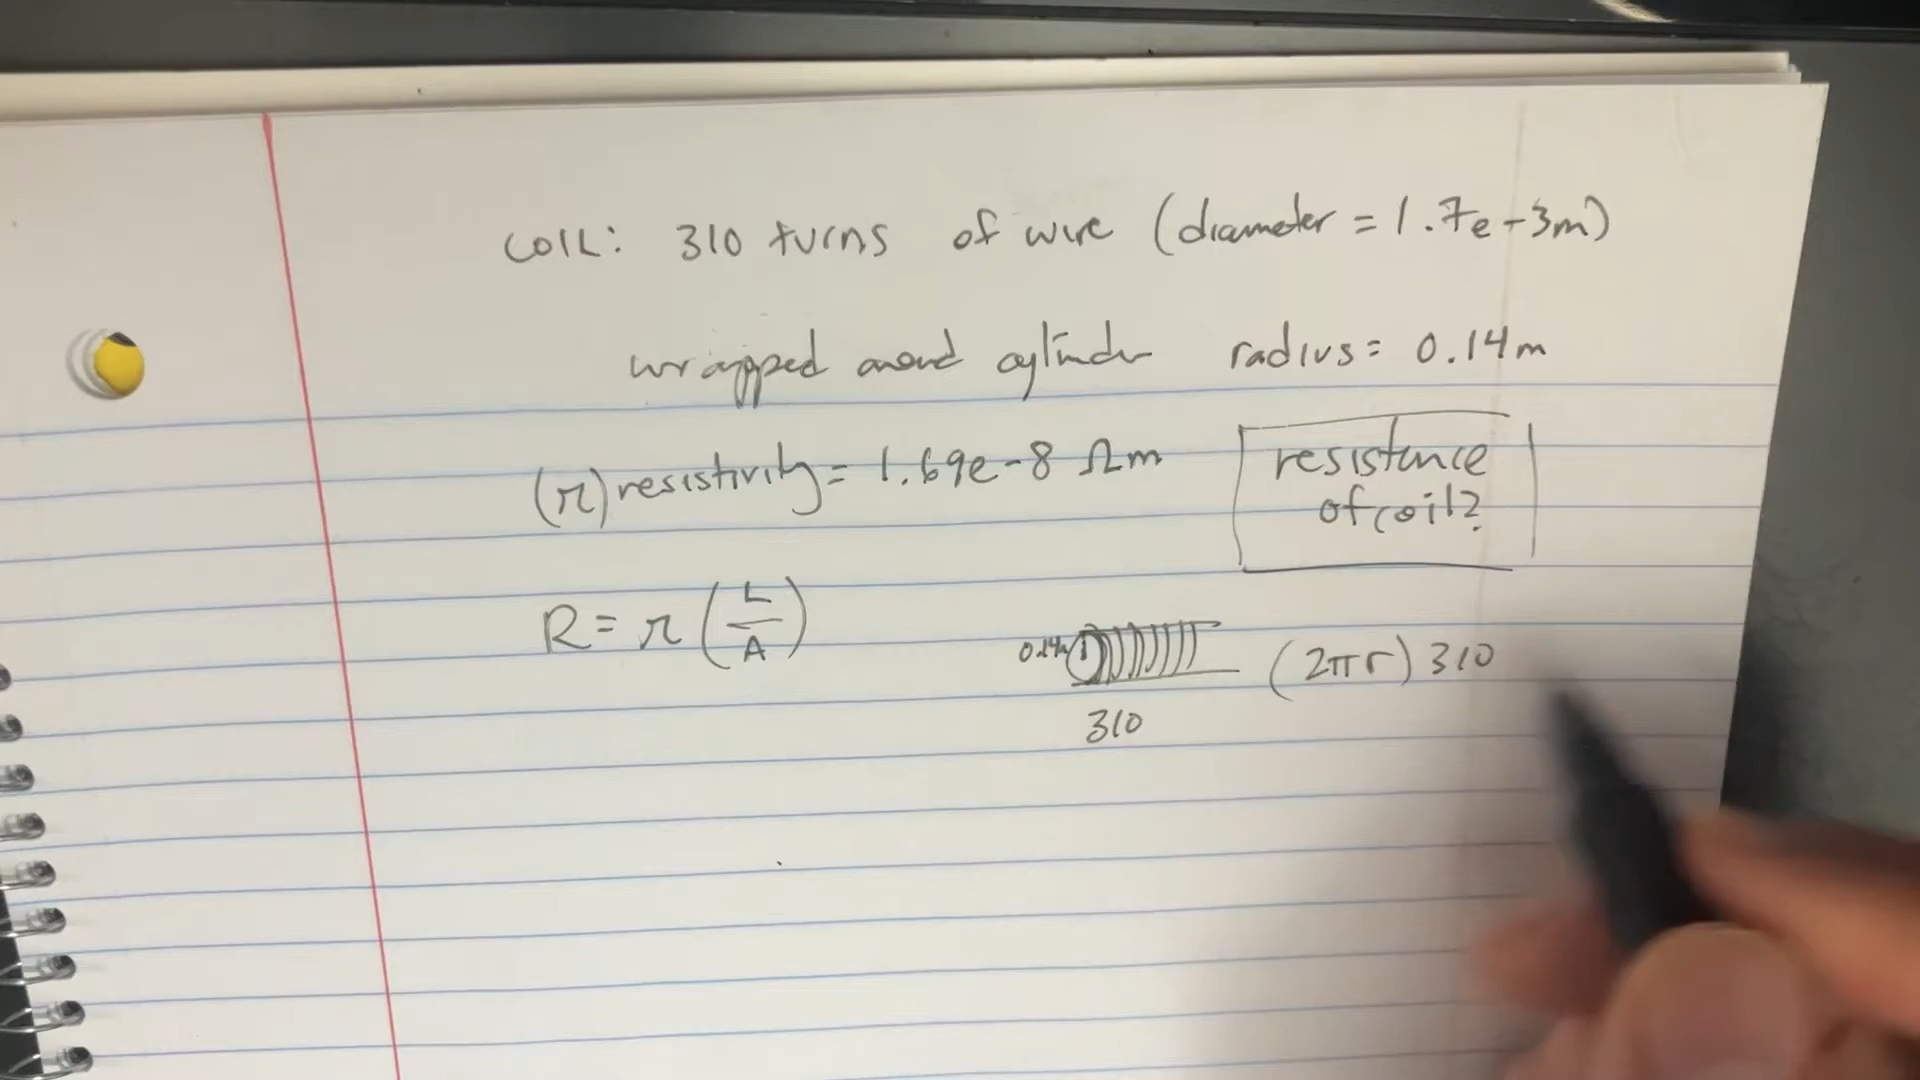 COIL: 310 turns of wire (diameter = 1.7e-3m)
wrapped around cylinder radius = 0.14m
(r) resistivity = 1.69e-8 Ωm
resistance
of coil?
R = r (L/A)
0.14m
(2πr) 310
310